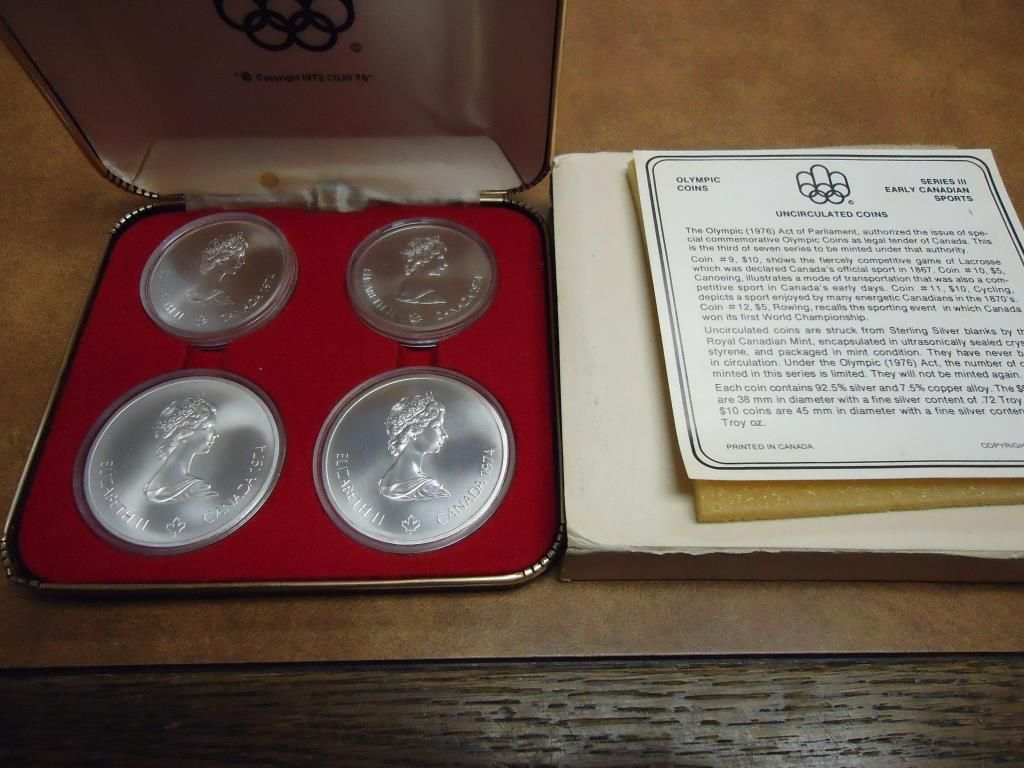 "© Copyright 1972 COJO 76"
ELIZABETH II CANADA 1974
ELIZABETH II CANADA 1974
ELIZABETH II CANADA 1974
ELIZABETH II CANADA 1974
OLYMPIC
COINS
SERIES III
EARLY CANADIAN
SPORTS
UNCIRCULATED COINS
The Olympic (1976) Act of Parliament, authorized the issue of spe-
cial commemorative Olympic Coins as legal tender of Canada. This
is the third of seven series to be minted under that authority.
Coin #9, $10, shows the fiercely competitive game of Lacrosse
which was declared Canada's official sport in 1867. Coin #10, $5,
Canoeing, illustrates a mode of transportation that was also a com-
petitive sport in Canada's early days. Coin #11, $10, Cycling,
depicts a sport enjoyed by many energetic Canadians in the 1870's.
Coin #12, $5, Rowing, recalls the sporting event in which Canada
won its first World Championship.
Uncirculated coins are struck from Sterling Silver blanks by
Royal Canadian Mint, encapsulated in ultrasonically sealed
styrene, and packaged in mint condition. They have never
in circulation. Under the Olympic (1976) Act, the number of
minted in this series is limited. They will not be minted again.
Each coin contains 92.5% silver and 7.5% copper alloy. The
are 38 mm in diameter with a fine silver content of .72 Troy
$10 coins are 45 mm in diameter with a fine silver
Troy oz.
PRINTED IN CANADA